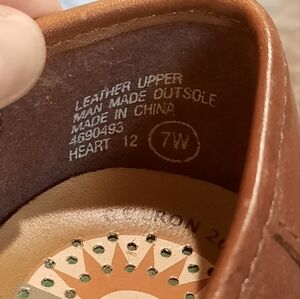 LEATHER UPPER
MAN MADE OUTSOLE
MADE IN CHINA
4690493
HEART 12 7W